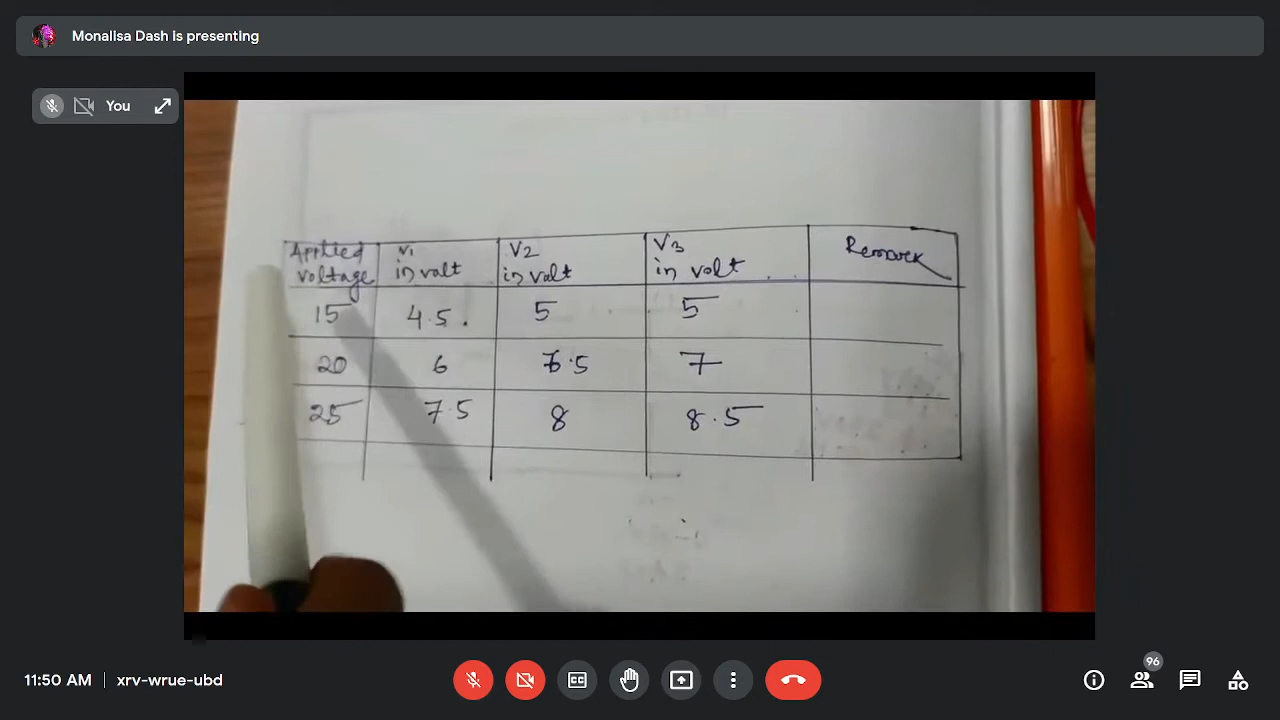 Monalisa Dash is presenting
You
Applied voltage V1 in volt V2 in volt V3 in volt Remark
15 4.5 5 5
20 6 6.5 7
25 7.5 8 8.5
11:50 AM xrv-wrue-ubd
CC
96